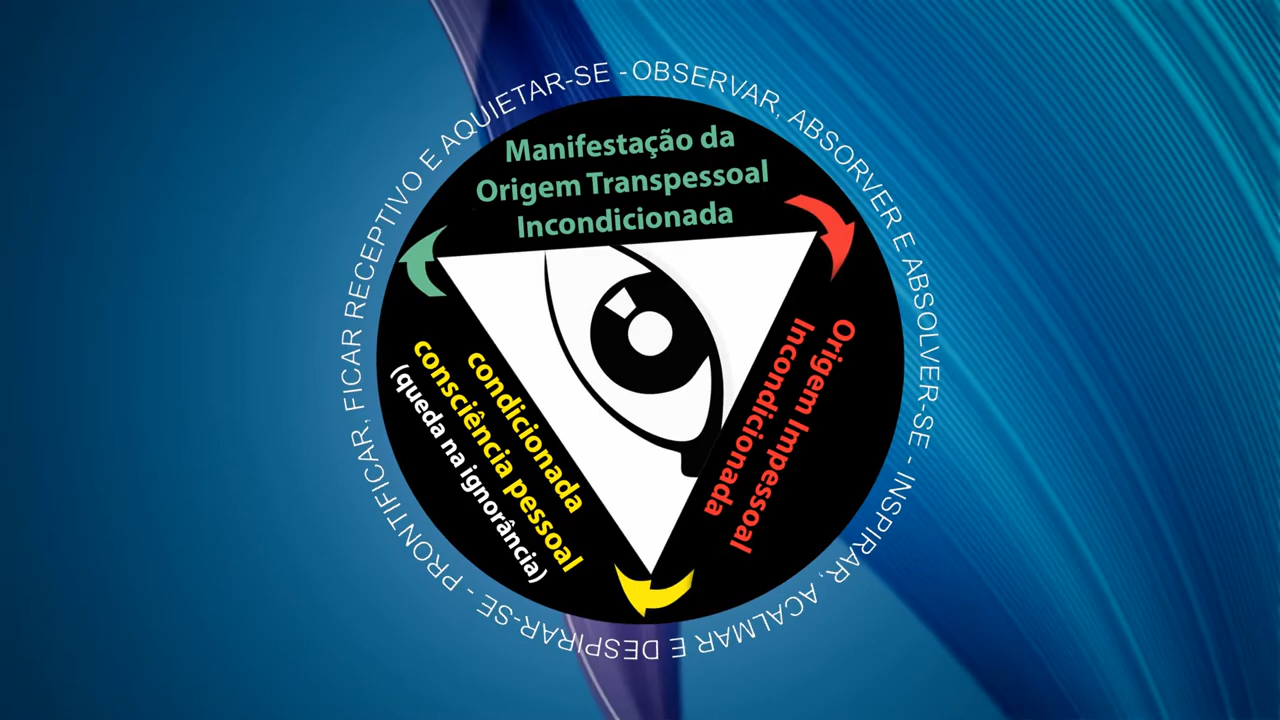 Manifestação da
Origem Transpessoal
Incondicionada
Origem Impessoal
Incondicionada
condicionada
consciência pessoal
(queda na ignorância)
OBSERVAR, ABSORVER E ABSOLVER-SE - INSPIRAR, ACALMAR E DESPIRAR-SE - PRONTIFICAR, FICAR RECEPTIVO E AQUIETAR-SE -